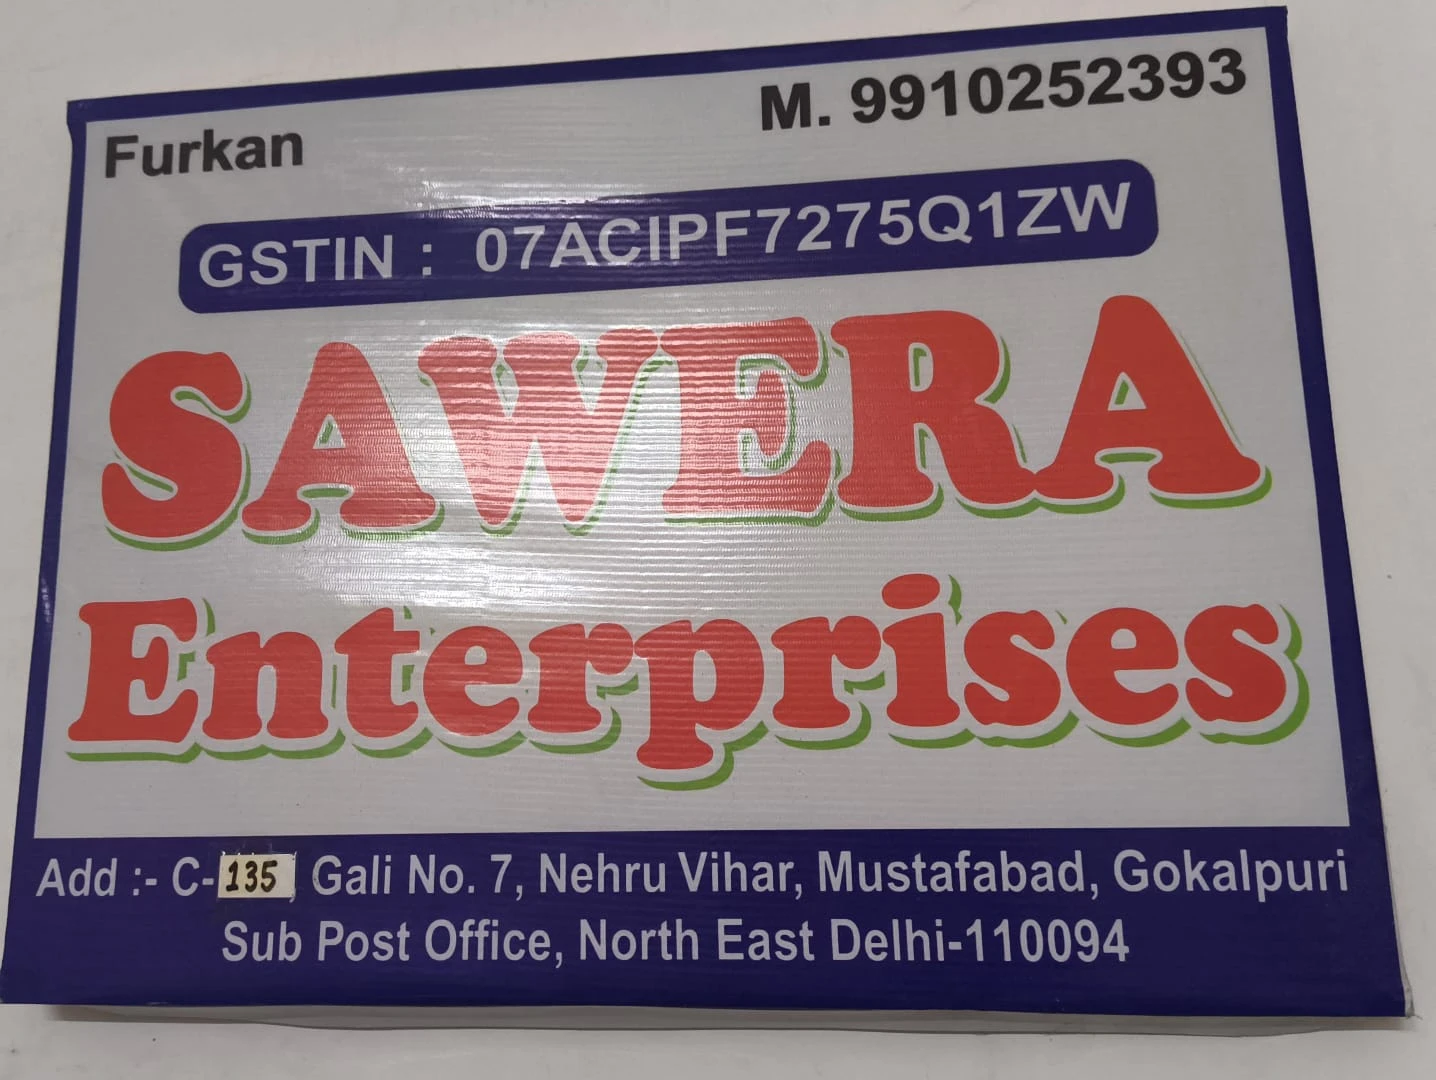 Furkan M. 9910252393
GSTIN : 07ACIPF7275Q1ZW
SAWERA
Enterprises
Add :- C-135, Gali No. 7, Nehru Vihar, Mustafabad, Gokalpuri
Sub Post Office, North East Delhi-110094